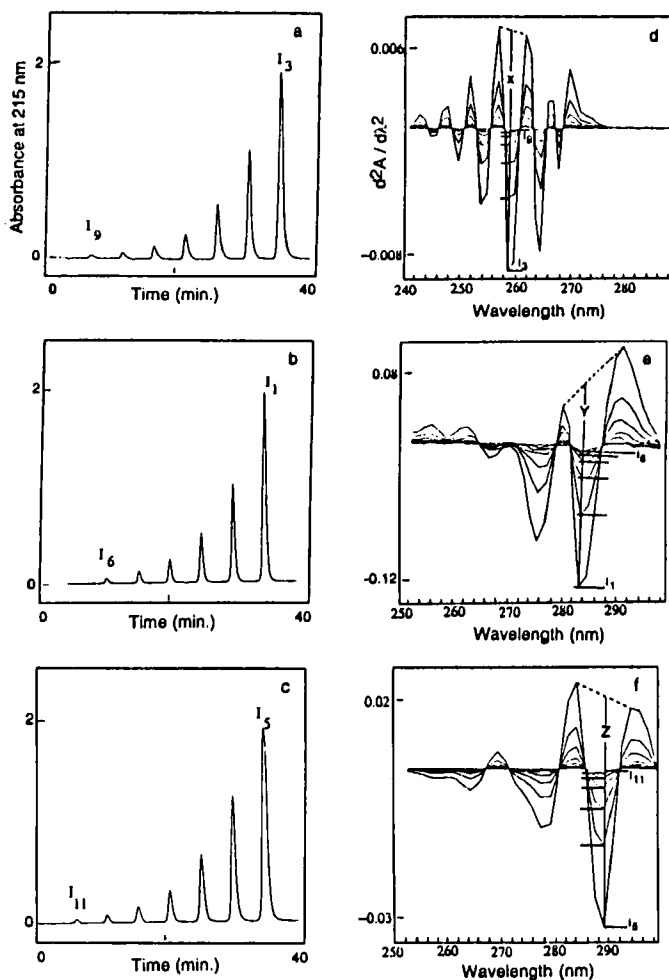 a
Absorbance at 215 nm
2
0
I9
I3
0
20
40
Time (min.)
d
d²A / dλ²
0.006
-0.008
x
I9
I3
240
250
260
270
280
Wavelength (nm)
b
2
0
I6
I1
0
20
40
Time (min.)
e
0.08
-0.12
Y
I6
I1
250
260
270
280
290
Wavelength (nm)
c
2
0
I11
I5
0
20
40
Time (min.)
f
0.02
-0.03
Z
I11
250
260
270
280
290
Wavelength (nm)